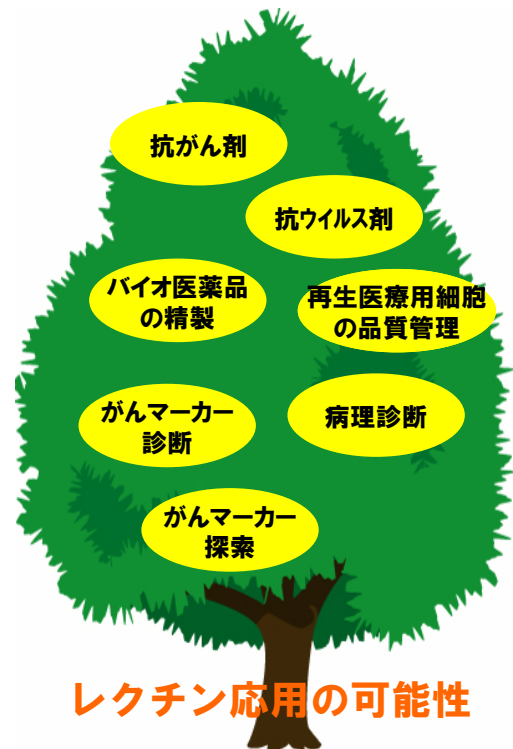 抗がん剤
抗ウイルス剤
バイオ医薬品
の精製
再生医療用細胞
の品質管理
がんマーカー
診断
病理診断
がんマーカー
探索
レクチン応用の可能性